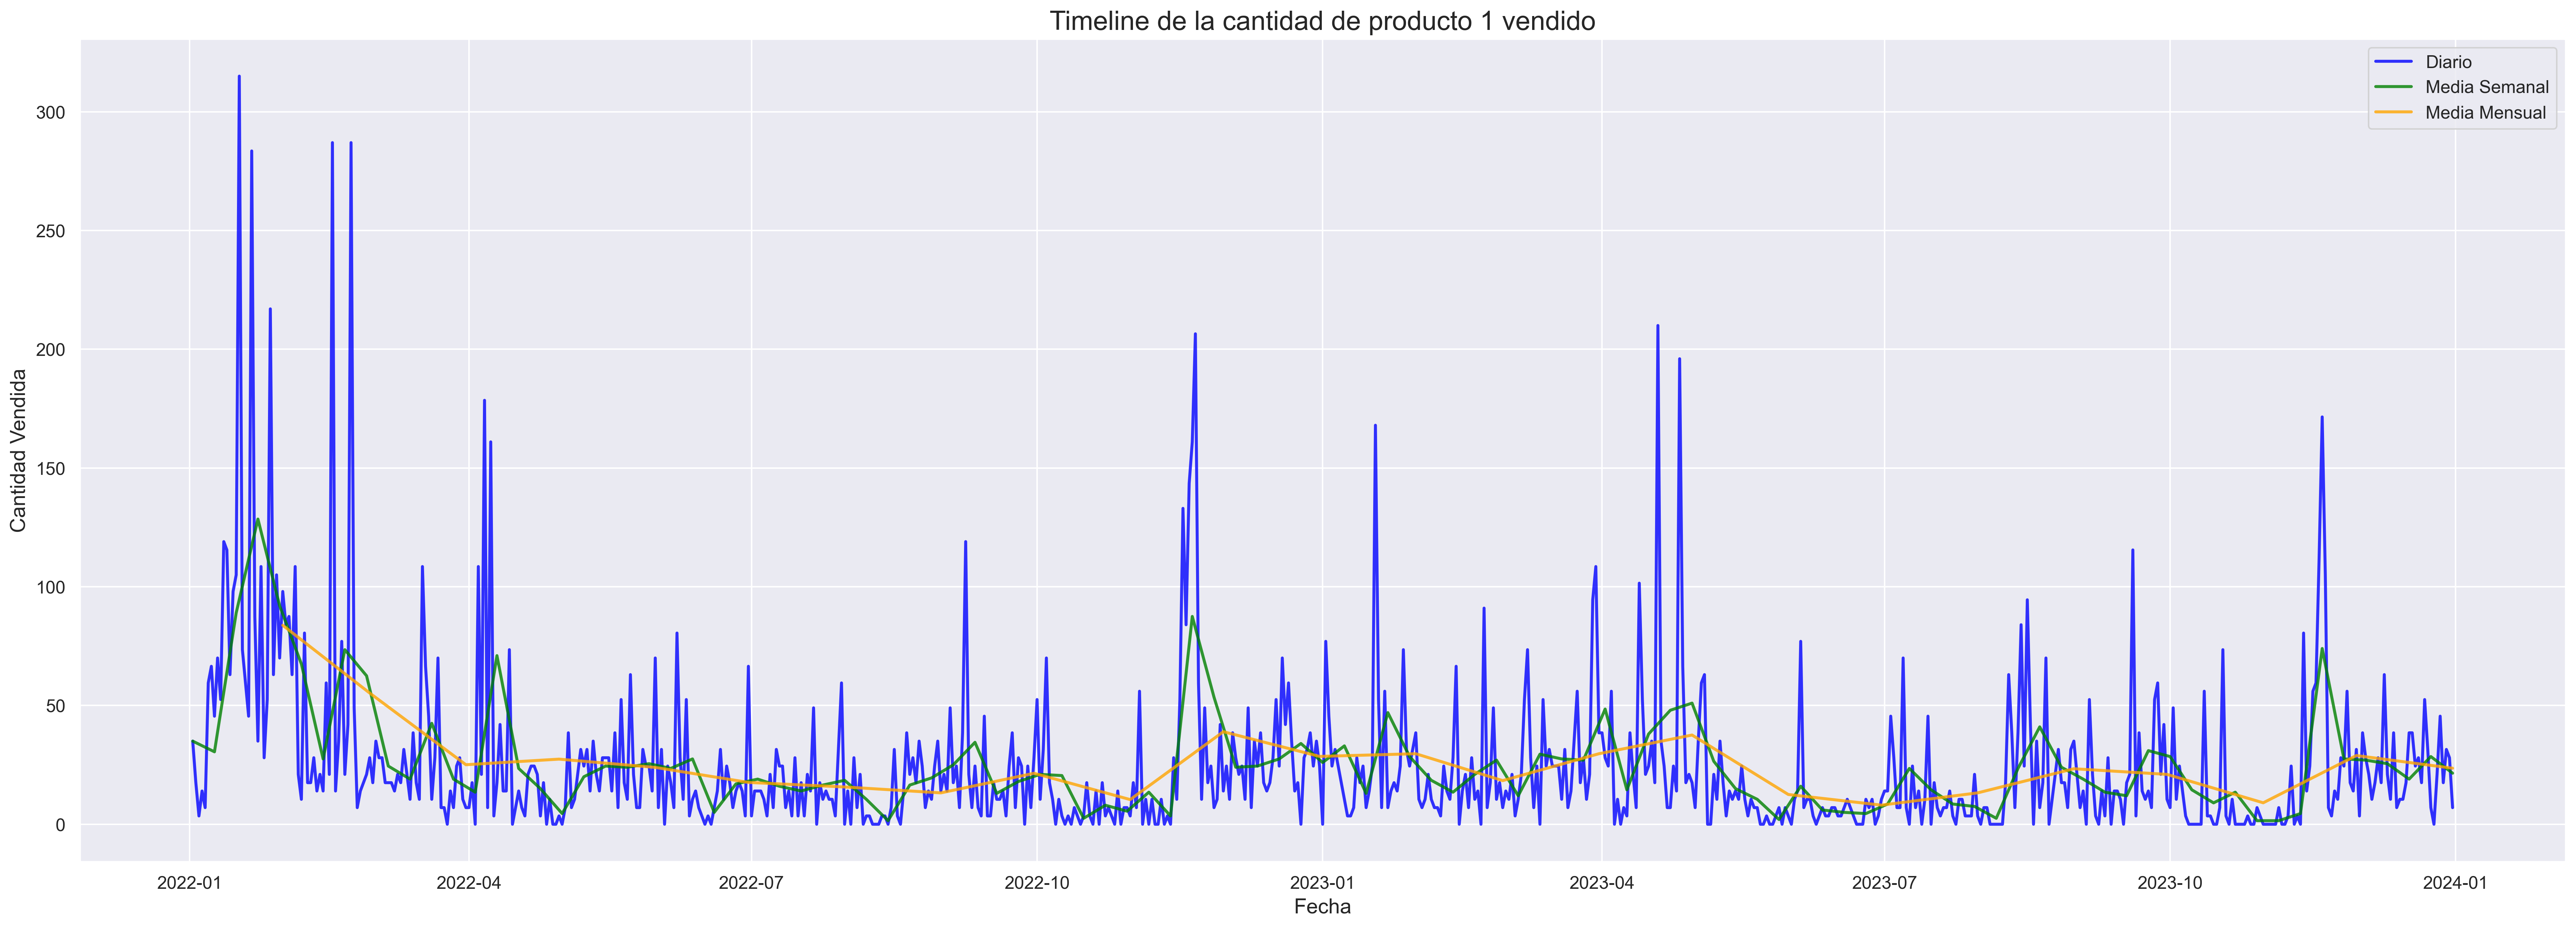 Timeline de la cantidad de producto 1 vendido
Diario
Media Semanal
Media Mensual
Cantidad Vendida
300
250
200
150
100
50
0
2022-01
2022-04
2022-07
2022-10
2023-01
2023-04
2023-07
2023-10
2024-01
Fecha